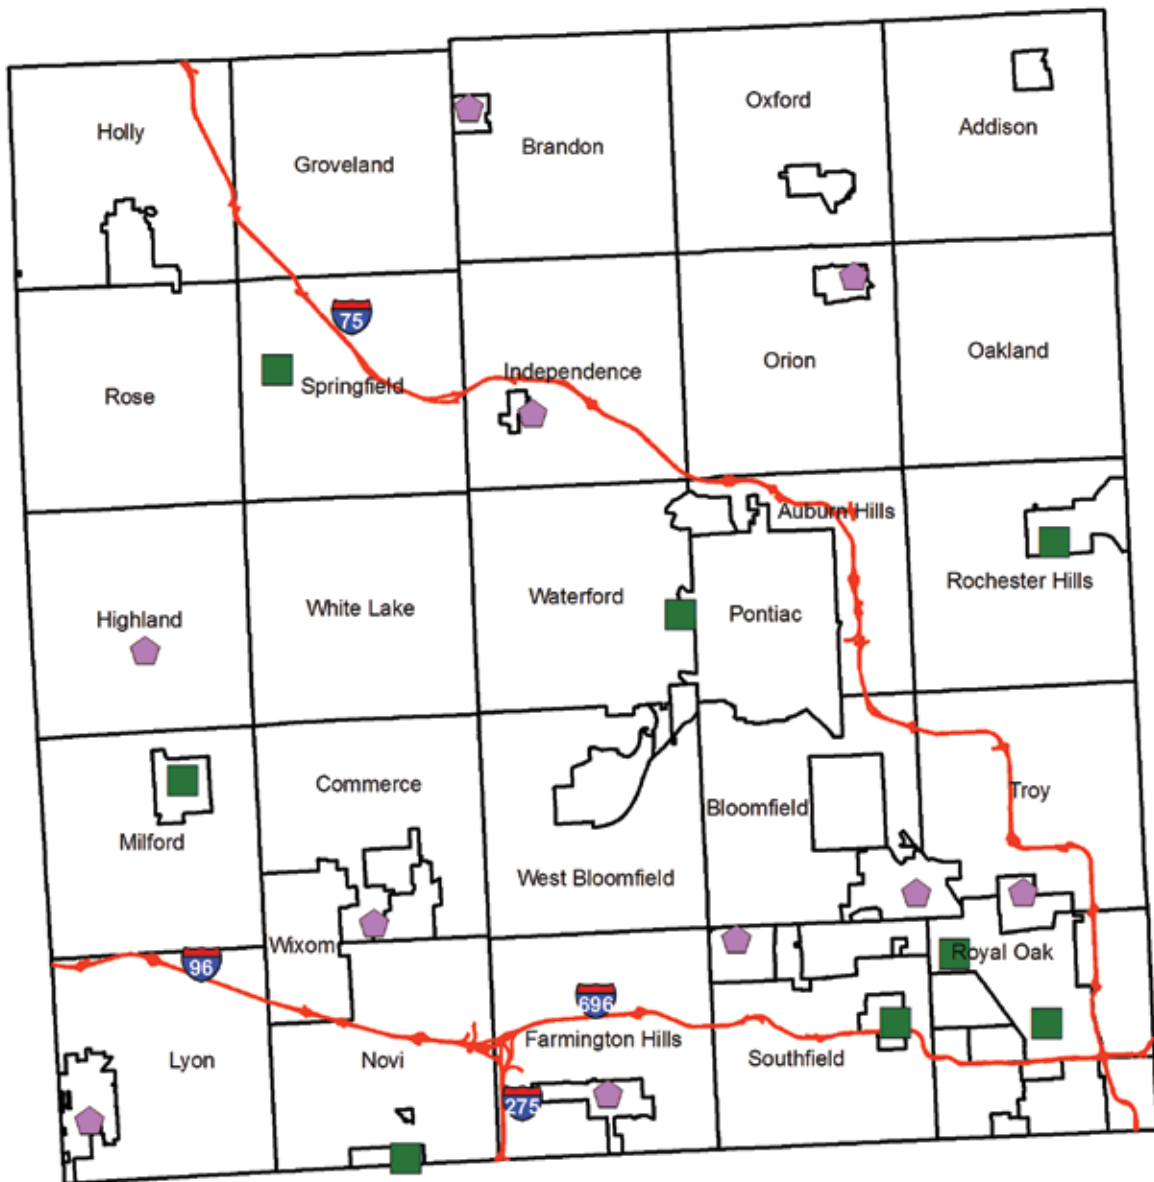 Oxford
Addison
Holly
Brandon
Groveland
75
Independence
Orion
Oakland
Rose
Springfield
Auburn Hills
Rochester Hills
Waterford
White Lake
Pontiac
Highland
Commerce
Troy
Bloomfield
Milford
West Bloomfield
Wixom
Royal Oak
96
696
Farmington Hills
Southfield
Lyon
Novi
275